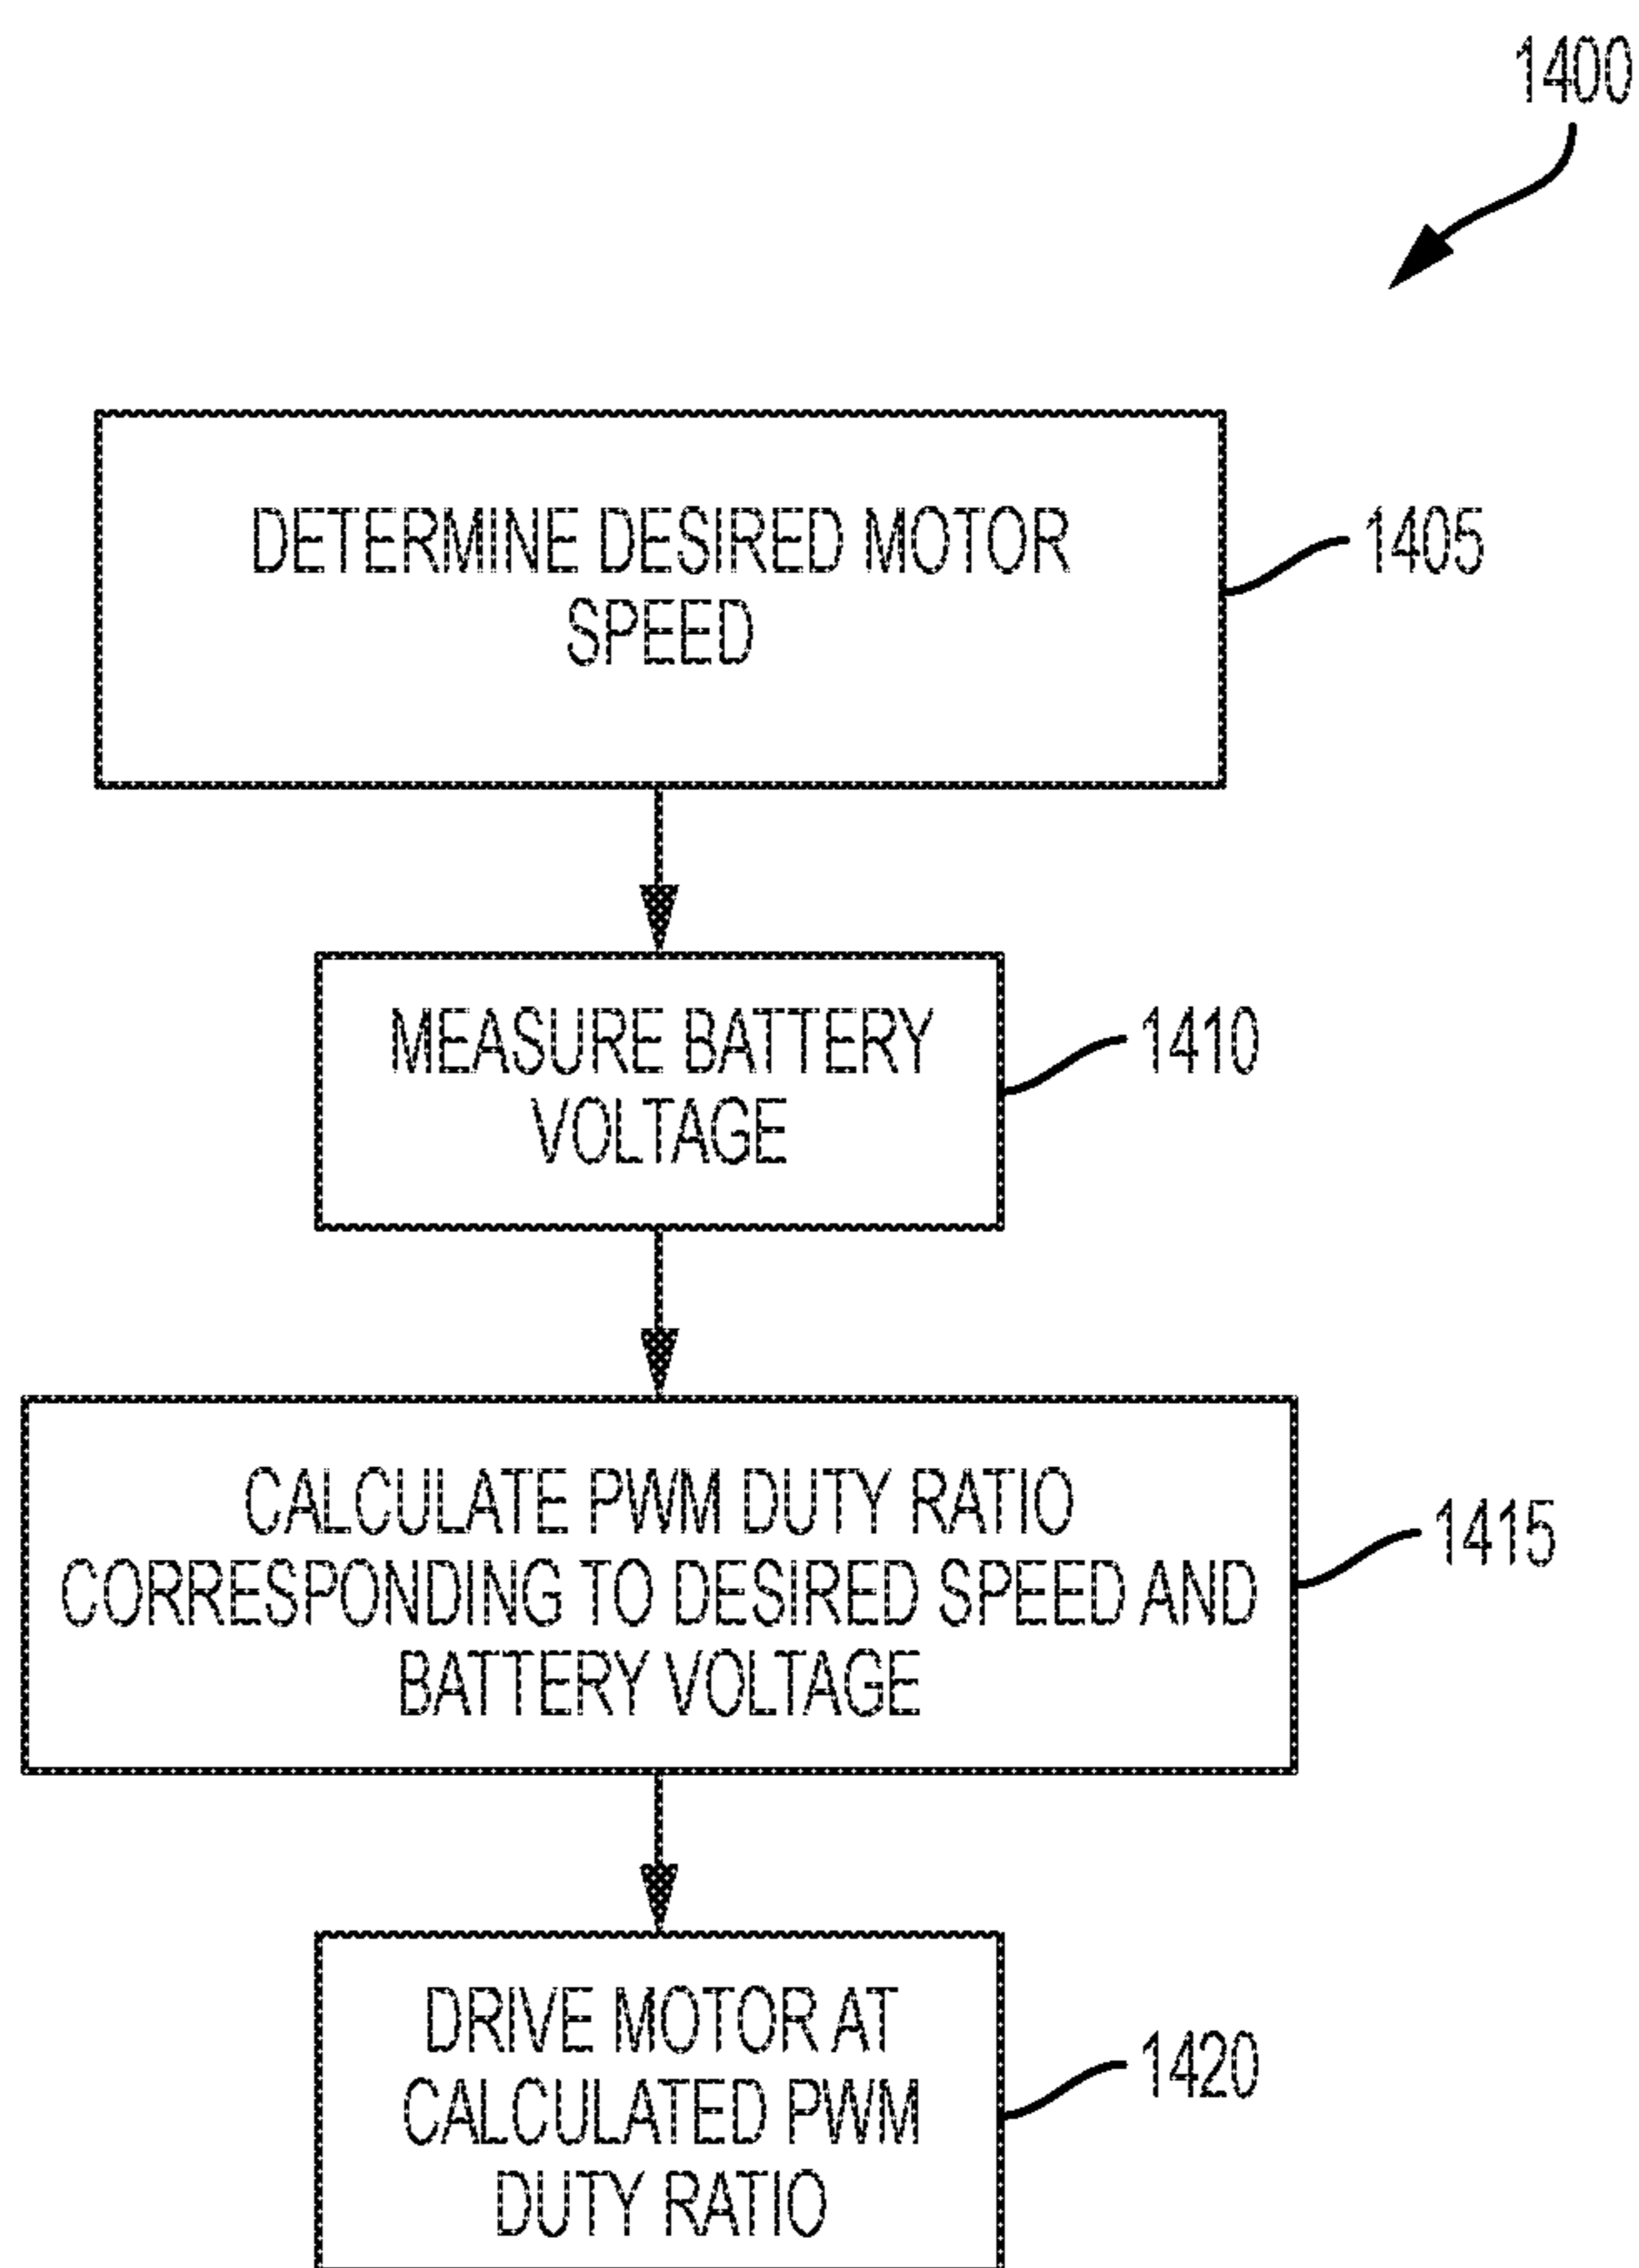 1400
DETERMINE DESIRED MOTOR
SPEED
1405
MEASURE BATTERY
VOLTAGE
1410
CALCULATE PWM DUTY RATIO
CORRESPONDING TO DESIRED SPEED AND
BATTERY VOLTAGE
1415
DRIVE MOTOR AT
CALCULATED PWM
DUTY RATIO
1420